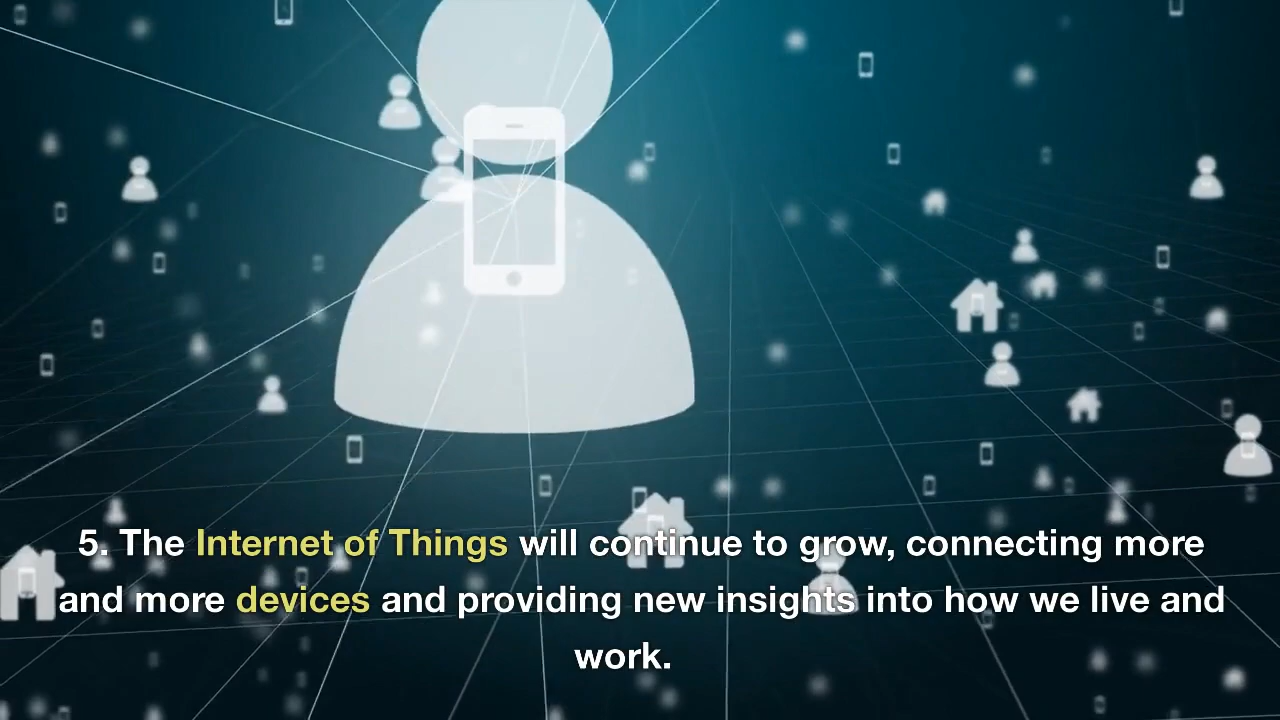 5. The Internet of Things will continue to grow, connecting more
and more devices and providing new insights into how we live and
work.